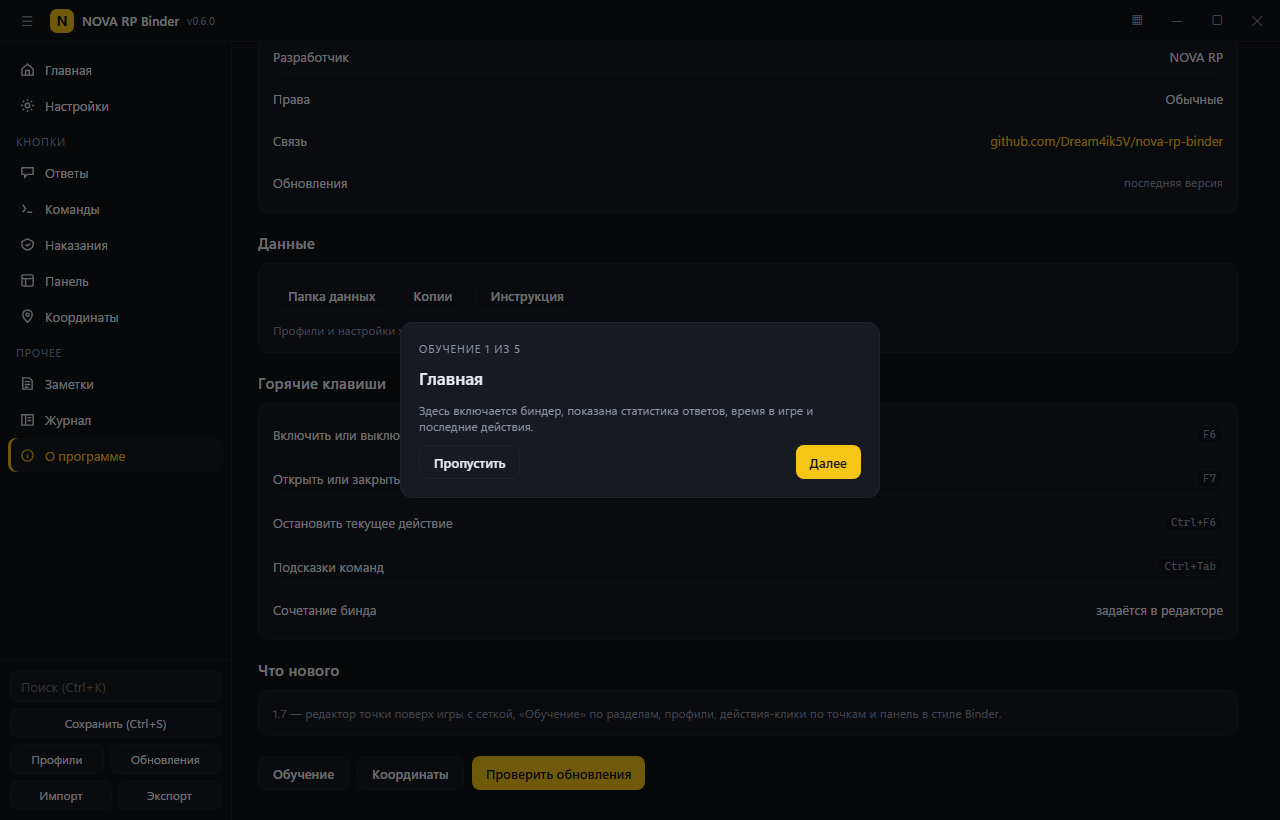 N NOVA RP Binder v0.6.0
Главная
Настройки
КНОПКИ
Ответы
Команды
Наказания
Панель
Координаты
ПРОЧЕЕ
Заметки
Журнал
О программе
Поиск (Ctrl+K)
Сохранить (Ctrl+S)
Профили Обновления
Импорт Экспорт
Разработчик NOVA RP
Права Обычные
Связь github.com/Dream4ik5V/nova-rp-binder
Обновления последняя версия
Данные
Папка данных Копии Инструкция
Профили и настройки
ОБУЧЕНИЕ 1 ИЗ 5
Главная
Здесь включается биндер, показана статистика ответов, время в игре и
последние действия.
Пропустить Далее
Горячие клавиши
Включить или выклю F6
Открыть или закрыть F7
Остановить текущее действие Ctrl+F6
Подсказки команд Ctrl+Tab
Сочетание бинда задаётся в редакторе
Что нового
1.7 — редактор точки поверх игры с сеткой, «Обучение» по разделам, профили, действия-клики по точкам и панель в стиле Binder.
Обучение Координаты Проверить обновления